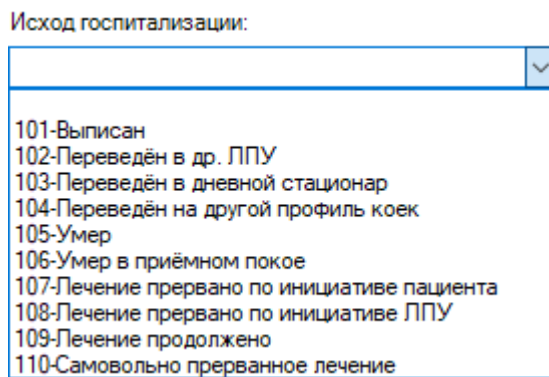 Исход госпитализации:
101-Выписан
102-Переведён в др. ЛПУ
103-Переведён в дневной стационар
104-Переведён на другой профиль коек
105-Умер
106-Умер в приёмном покое
107-Лечение прервано по инициативе пациента
108-Лечение прервано по инициативе ЛПУ
109-Лечение продолжено
110-Самовольно прерванное лечение